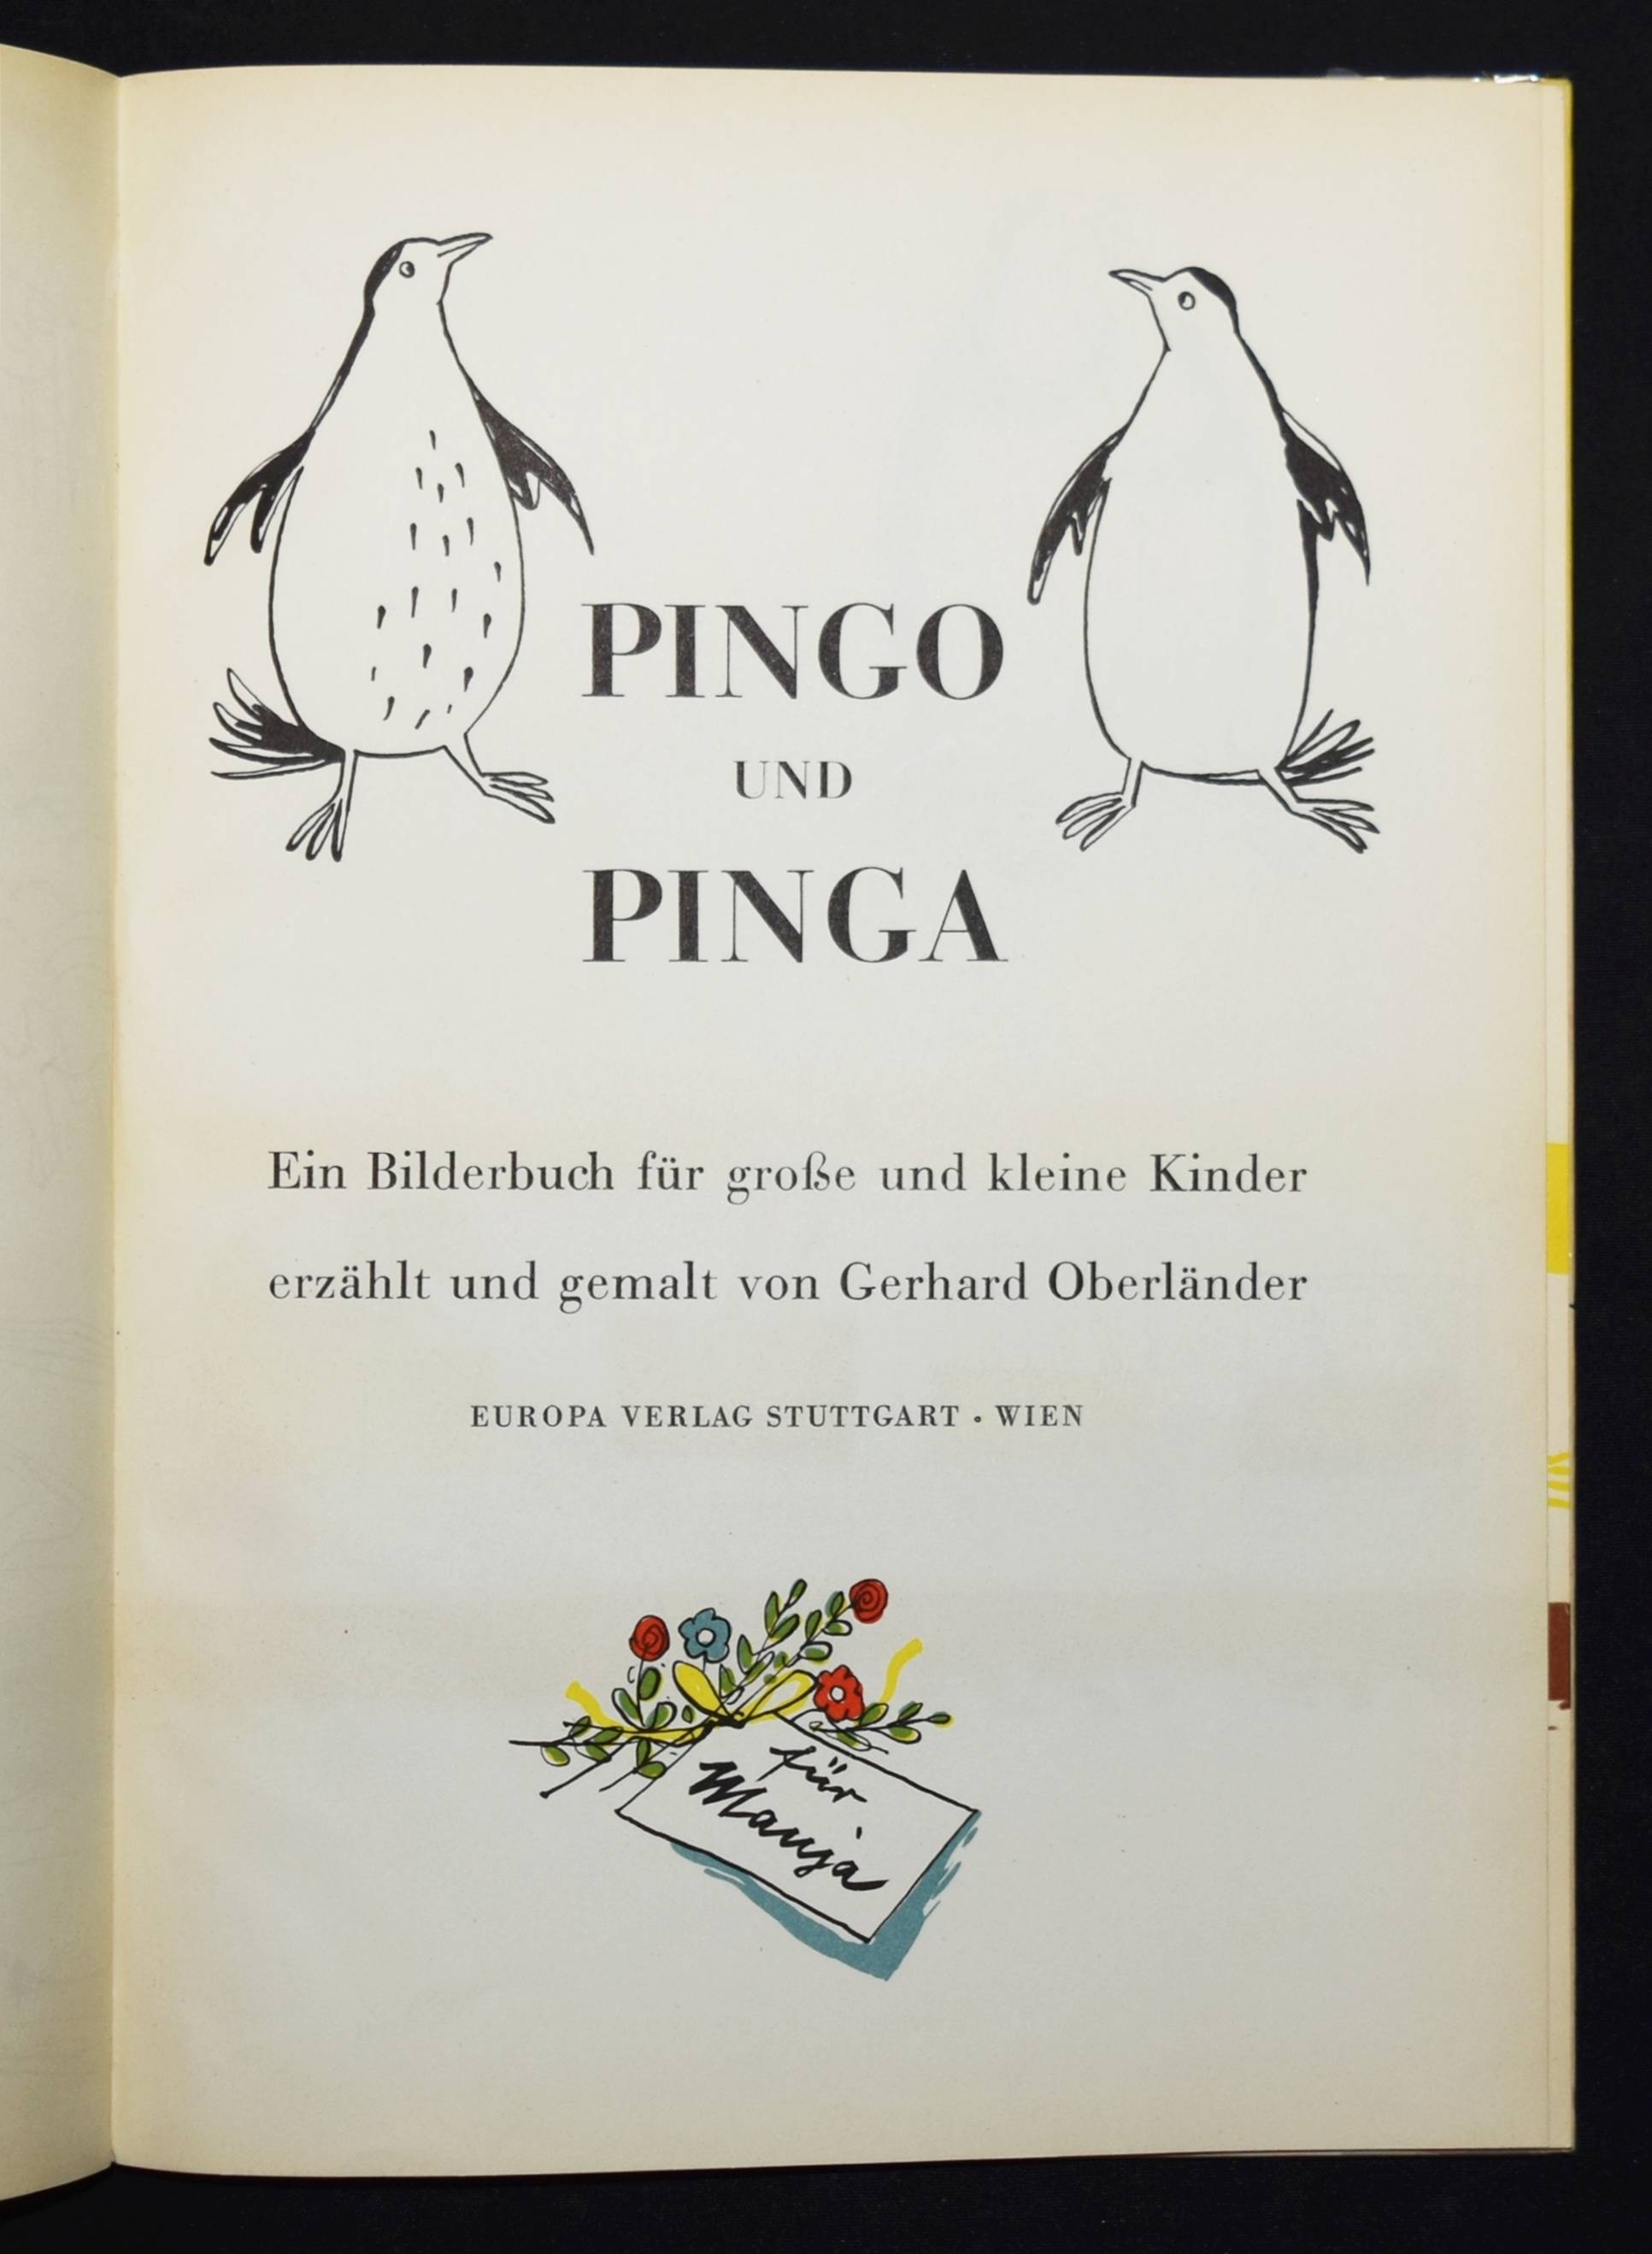 PINGO
UND
PINGA
Ein Bilderbuch für große und kleine Kinder
erzählt und gemalt von Gerhard Oberländer
EUROPA VERLAG STUTTGART • WIEN
für
Manja